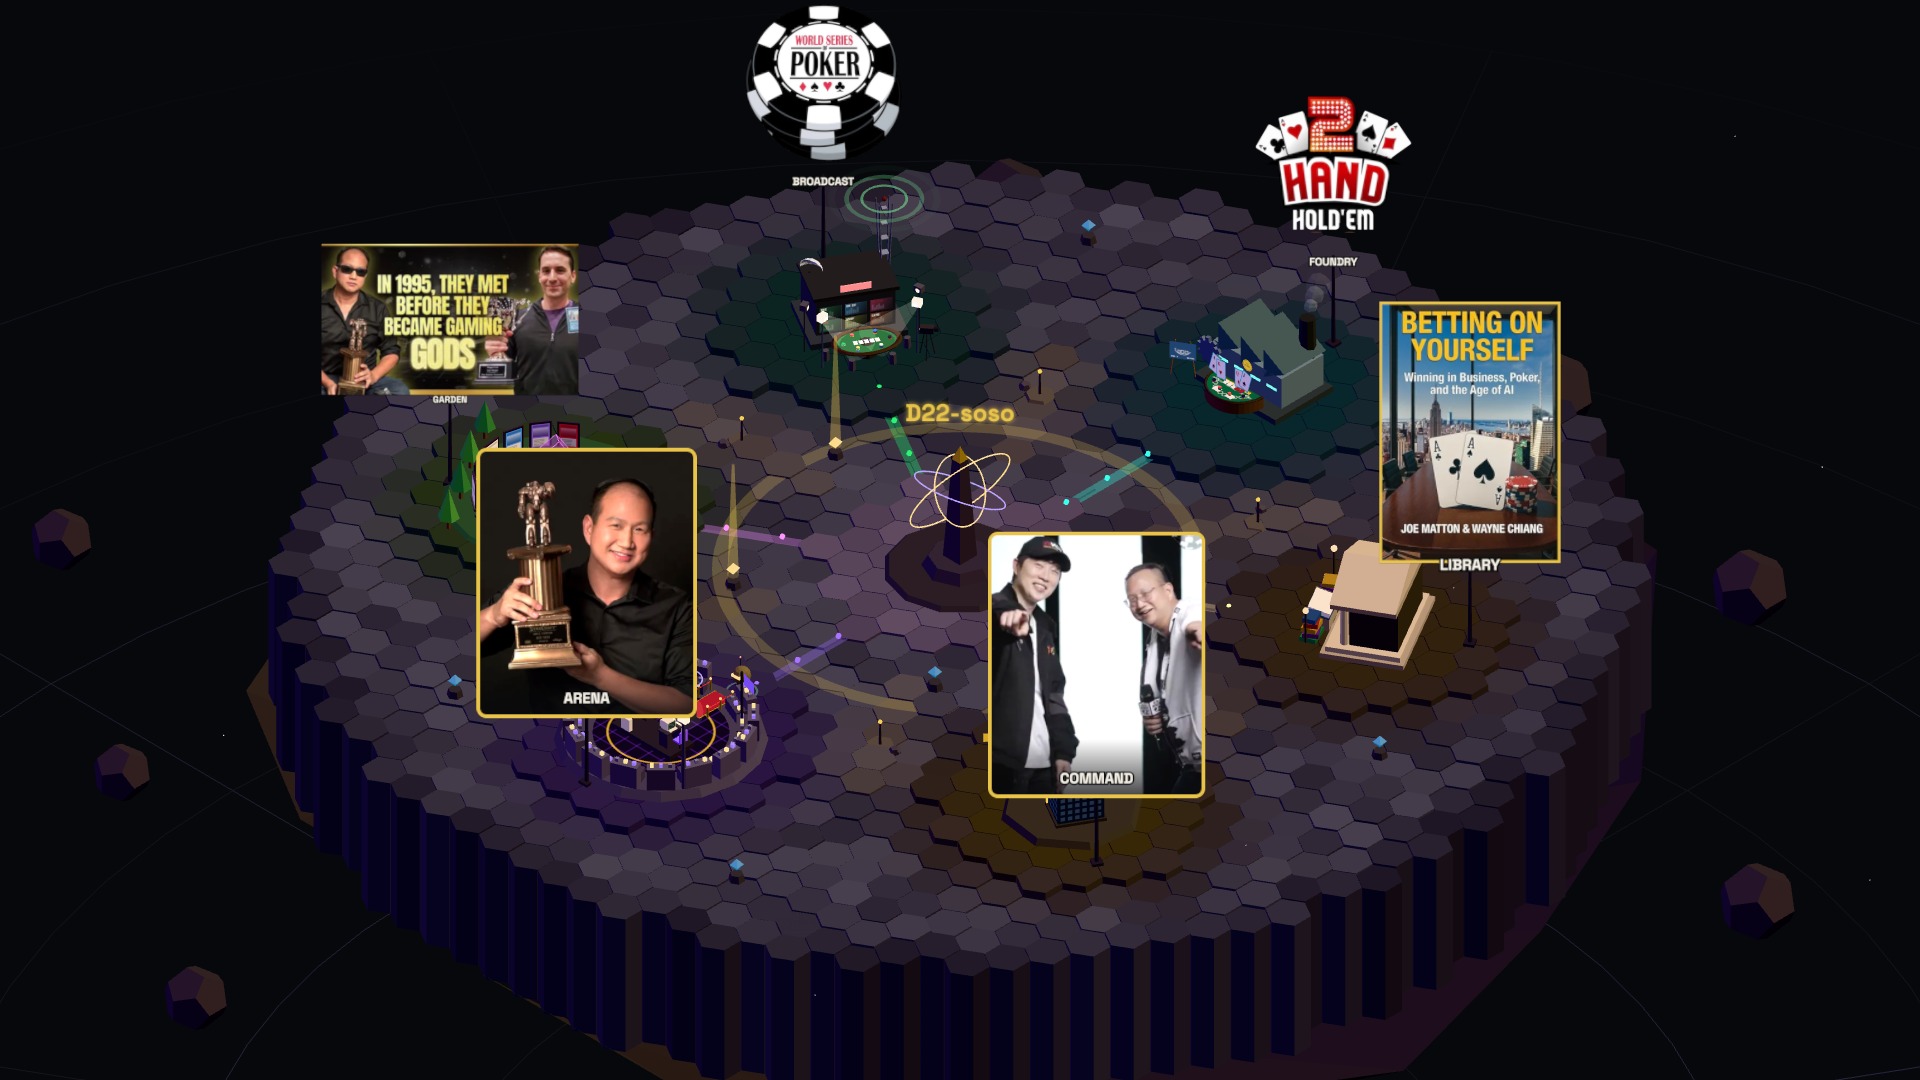 WORLD SERIES
OF
POKER
BROADCAST
2
HAND
HOLD'EM
FOUNDRY
IN 1995, THEY MET
BEFORE THEY
BECAME GAMING
GODS
GARDEN
BETTING ON
YOURSELF
Winning in Business, Poker,
and the Age of AI
A
A
A
JOE MATTON & WAYNE CHIANG
LIBRARY
D22-soso
ARENA
COMMAND